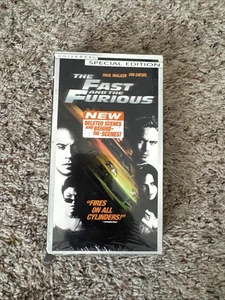 UNIVERSAL
SPECIAL EDITION
PAUL WALKER VIN DIESEL
THE
FAST
AND THE
FURIOUS
NEW
DELETED SCENES
AND BEHIND-
THE-SCENES!
"FIRES
ON ALL
CYLINDERS!"